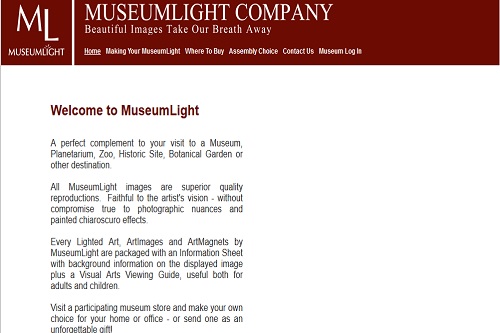 ML
MUSEUMLIGHT
MUSEUMLIGHT COMPANY
Beautiful Images Take Our Breath Away
Home Making Your MuseumLight Where To Buy Assembly Choice Contact Us Museum Log In
Welcome to MuseumLight
A perfect complement to your visit to a Museum,
Planetarium, Zoo, Historic Site, Botanical Garden or
other destination.
All MuseumLight images are superior quality
reproductions. Faithful to the artist's vision - without
compromise true to photographic nuances and
painted chiaroscuro effects.
Every Lighted Art, ArtImages and ArtMagnets by
MuseumLight are packaged with an Information Sheet
with background information on the displayed image
plus a Visual Arts Viewing Guide, useful both for
adults and children.
Visit a participating museum store and make your own
choice for your home or office - or send one as an
unforgettable gift!